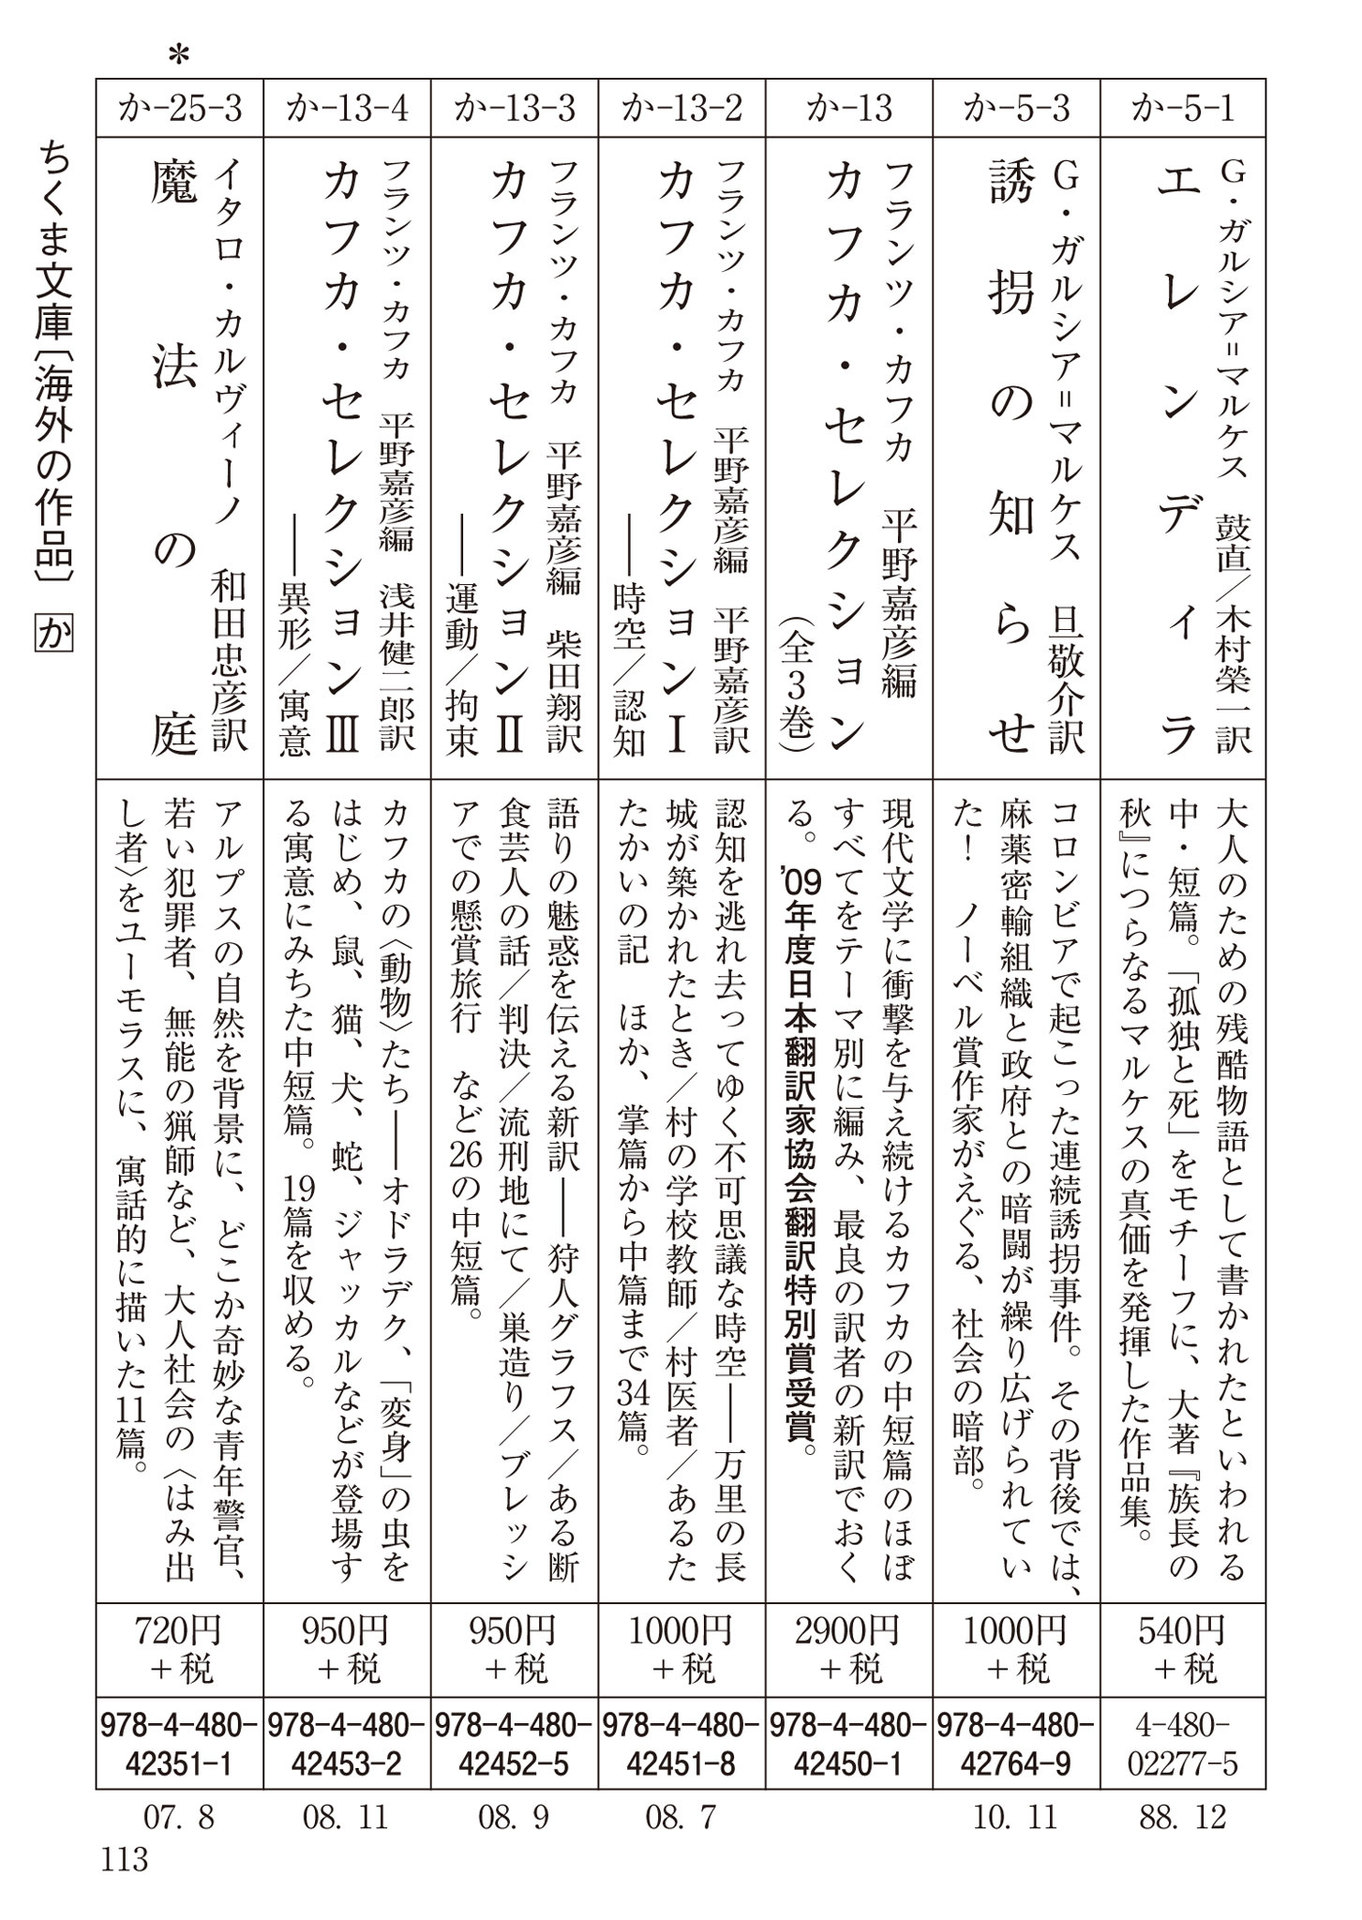 か-5-1
G・ガルシア=マルケス　鼓直／木村榮一訳
エレンディラ
大人のための残酷物語として書かれたといわれる
中・短篇。「孤独と死」をモチーフに、大著『族長の
秋』につらなるマルケスの真価を発揮した作品集。
540円
+税
4-480-
02277-5
88. 12
か-5-3
G・ガルシア=マルケス　旦敬介訳
誘拐の知らせ
コロンビアで起こった連続誘拐事件。その背後では、
麻薬密輸組織と政府との暗闘が繰り広げられてい
た！　ノーベル賞作家がえぐる、社会の暗部。
1000円
+税
978-4-480-
42764-9
10. 11
か-13
フランツ・カフカ　平野嘉彦編
カフカ・セレクション
（全3巻）
現代文学に衝撃を与え続けるカフカの中短篇のほぼ
すべてをテーマ別に編み、最良の訳者の新訳でおく
る。'09年度日本翻訳家協会翻訳特別賞受賞。
2900円
+税
978-4-480-
42450-1
か-13-2
フランツ・カフカ　平野嘉彦編　平野嘉彦訳
カフカ・セレクションⅠ
――時空／認知
認知を逃れ去ってゆく不可思議な時空――万里の長
城が築かれたとき／村の学校教師／村医者／あるた
たかいの記　ほか、掌篇から中篇まで34篇。
1000円
+税
978-4-480-
42451-8
08. 7
か-13-3
フランツ・カフカ　平野嘉彦編　柴田翔訳
カフカ・セレクションⅡ
――運動／拘束
語りの魅惑を伝える新訳――狩人グラフス／ある断
食芸人の話／判決／流刑地にて／巣造り／ブレッシ
アでの懸賞旅行　など26の中短篇。
950円
+税
978-4-480-
42452-5
08. 9
か-13-4
フランツ・カフカ　平野嘉彦編　浅井健二郎訳
カフカ・セレクションⅢ
――異形／寓意
カフカの〈動物〉たち――オドラデク、「変身」の虫を
はじめ、鼠、猫、犬、蛇、ジャッカルなどが登場す
る寓意にみちた中短篇。19篇を収める。
950円
+税
978-4-480-
42453-2
08. 11
＊
か-25-3
イタロ・カルヴィーノ　和田忠彦訳
魔法の庭
アルプスの自然を背景に、どこか奇妙な青年警官、
若い犯罪者、無能の猟師など、大人社会の〈はみ出
し者〉をユーモラスに、寓話的に描いた11篇。
720円
+税
978-4-480-
42351-1
07. 8
ちくま文庫〔海外の作品〕か
113